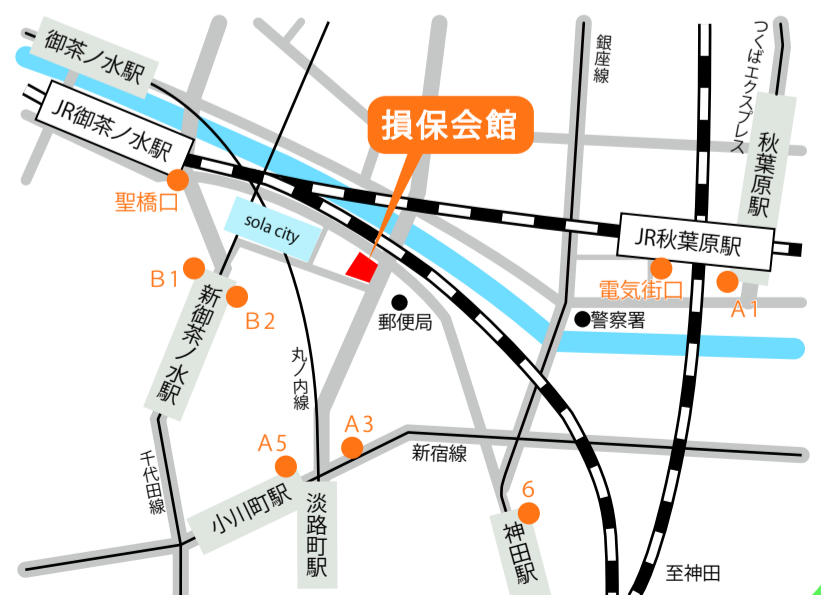 御茶ノ水駅
JR御茶ノ水駅
聖橋口
損保会館
銀座線
つくばエクスプレス
秋葉原駅
sola city
JR秋葉原駅
B1
B2
新御茶ノ水駅
電気街口
A1
郵便局
警察署
丸ノ内線
千代田線
A5
A3
新宿線
小川町駅
淡路町駅
6
神田駅
至神田